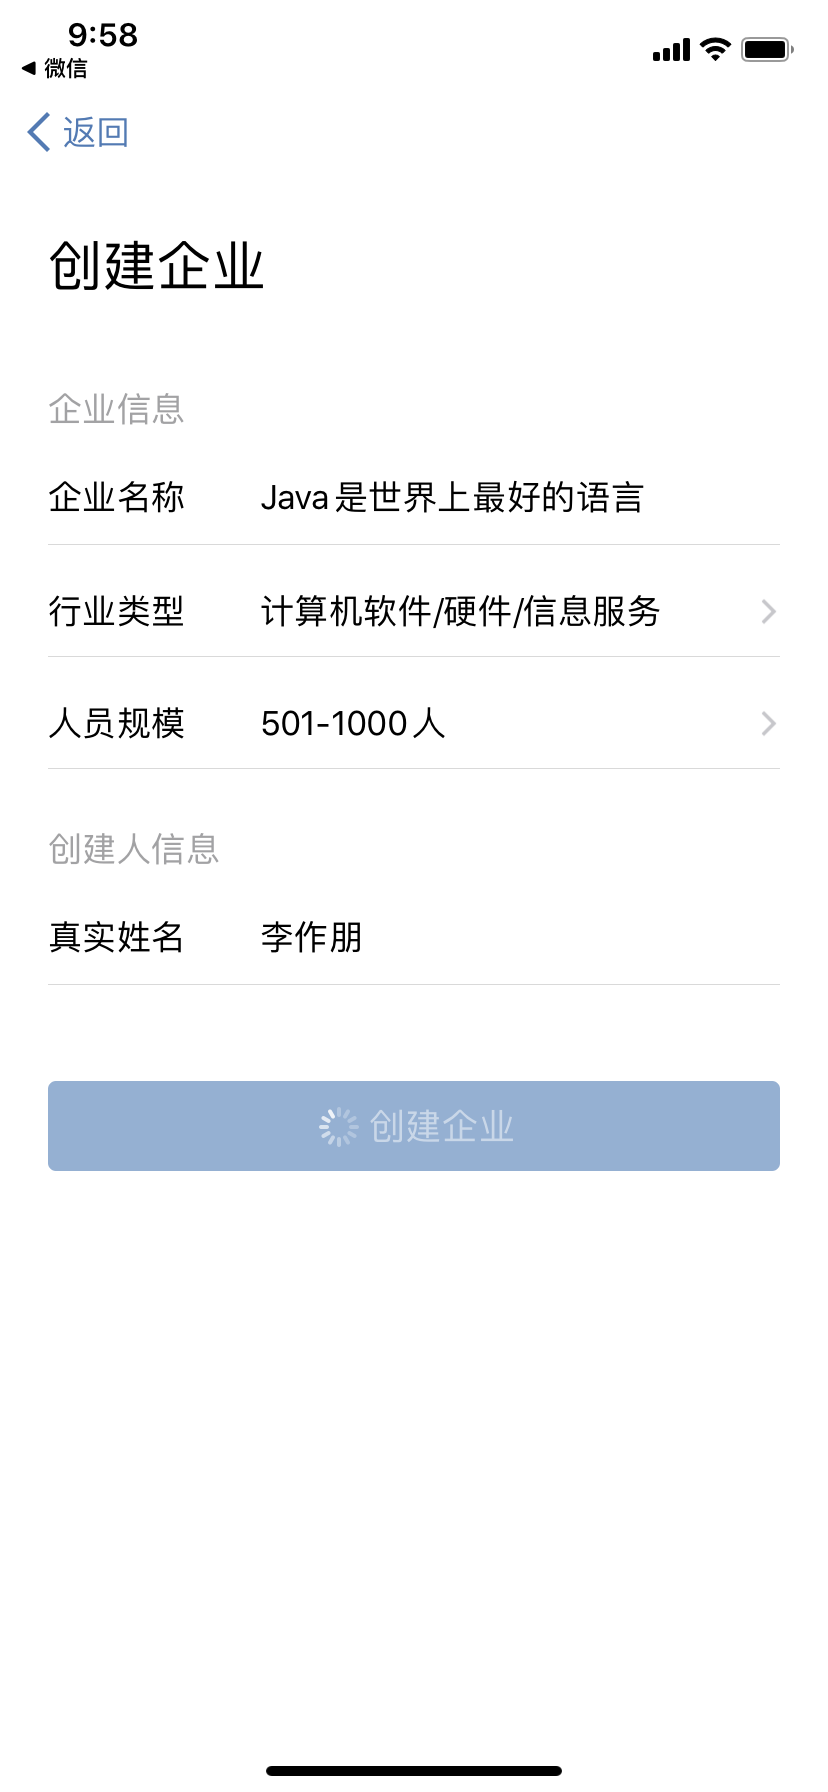 9:58
◀ 微信
返回
创建企业
企业信息
企业名称 Java是世界上最好的语言
行业类型 计算机软件/硬件/信息服务
人员规模 501-1000人
创建人信息
真实姓名 李作朋
创建企业